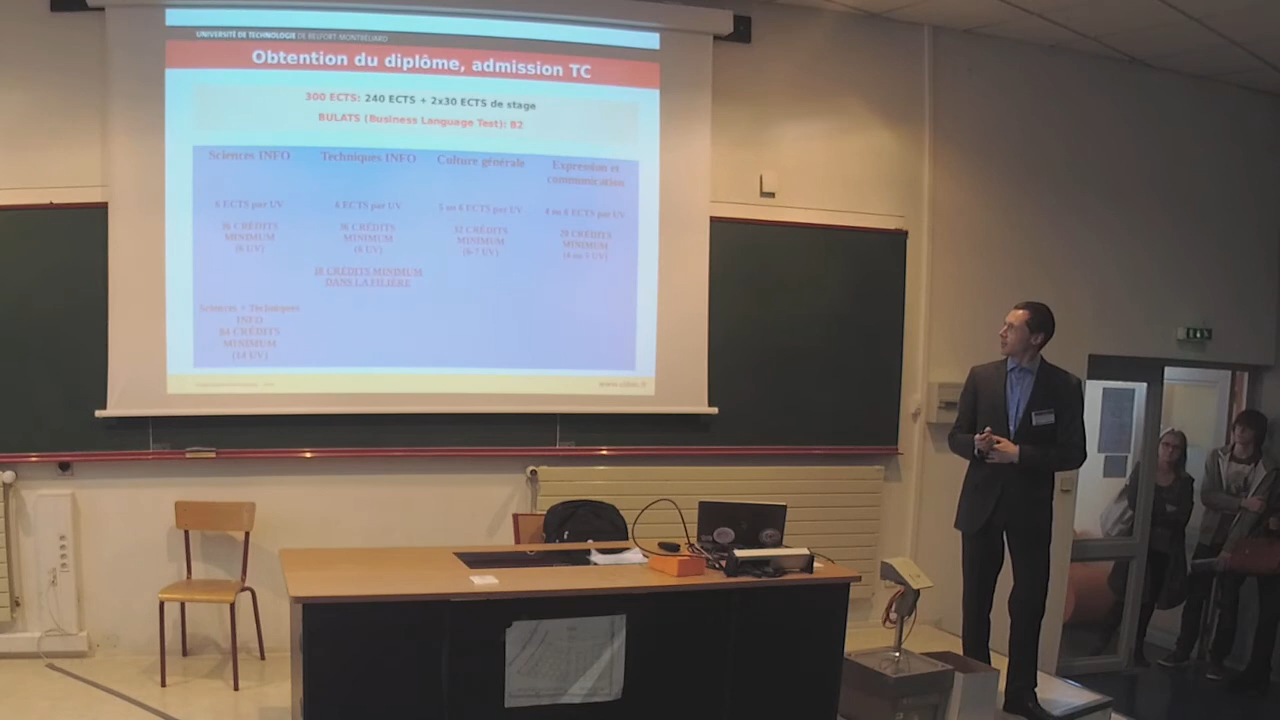 UNIVERSITÉ DE TECHNOLOGIE DE BELFORT-MONTBÉLIARD
Obtention du diplôme, admission TC
300 ECTS: 240 ECTS + 2x30 ECTS de stage
BULATS (Business Language Test): B2
Sciences INFO
Techniques INFO
Culture générale
Expression et
communication
6 ECTS par UV
6 ECTS par UV
5 ou 6 ECTS par UV
4 ou 6 ECTS par UV
36 CRÉDITS
MINIMUM
(6 UV)
36 CRÉDITS
MINIMUM
(6 UV)
32 CRÉDITS
MINIMUM
(6-7 UV)
20 CRÉDITS
MINIMUM
18 CRÉDITS MINIMUM
DANS LA FILIÈRE
Sciences + Techniques
INFO
84 CRÉDITS
MINIMUM
(14 UV)
www.utbm.fr